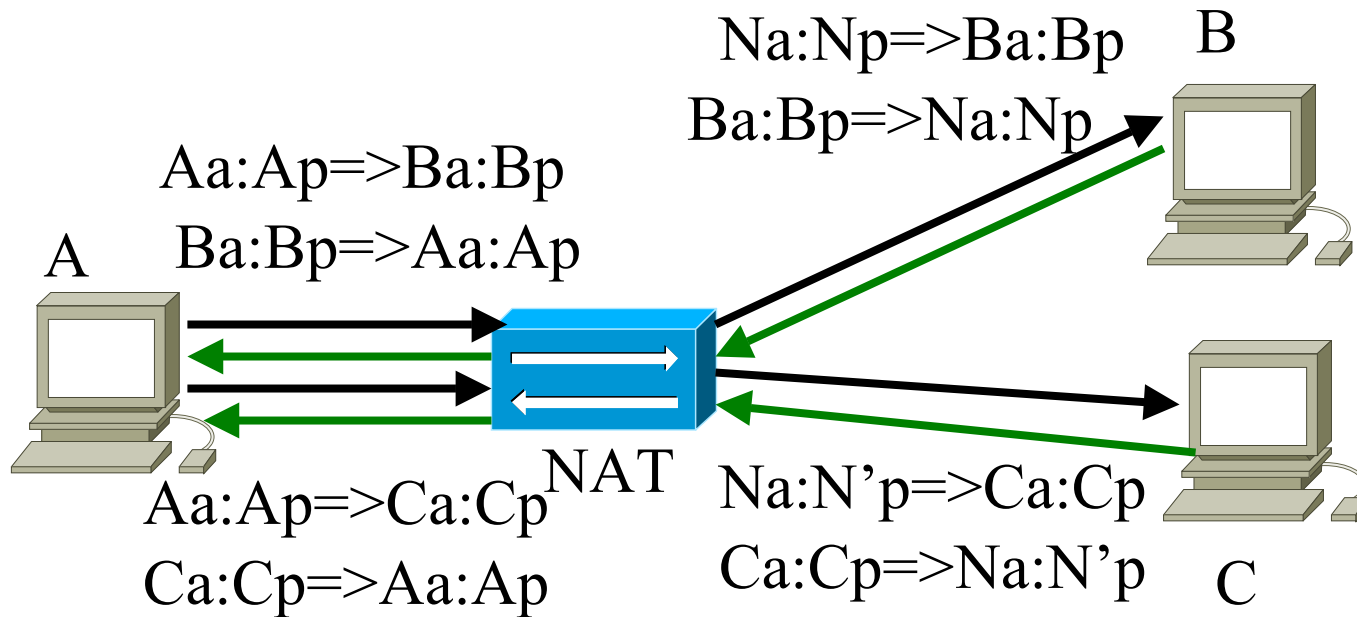 Na:Np=>Ba:Bp
B
Ba:Bp=>Na:Np
Aa:Ap=>Ba:Bp
Ba:Bp=>Aa:Ap
A
NAT
Aa:Ap=>Ca:Cp
Ca:Cp=>Aa:Ap
Na:N’p=>Ca:Cp
Ca:Cp=>Na:N’p
C